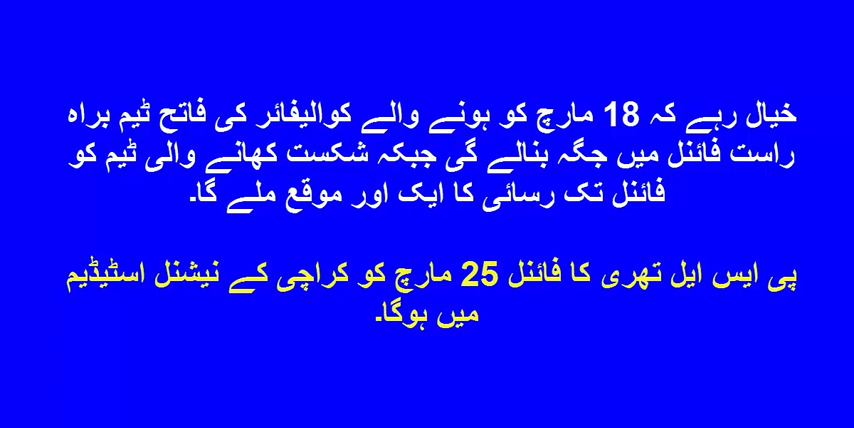 خیال رہے کہ 18 مارچ کو ہونے والے کوالیفائر کی فاتح ٹیم براہ
راست فائنل میں جگہ بنالے گی جبکہ شکست کھانے والی ٹیم کو
فائنل تک رسائی کا ایک اور موقع ملے گا۔
پی ایس ایل تھری کا فائنل 25 مارچ کو کراچی کے نیشنل اسٹیڈیم
میں ہوگا۔